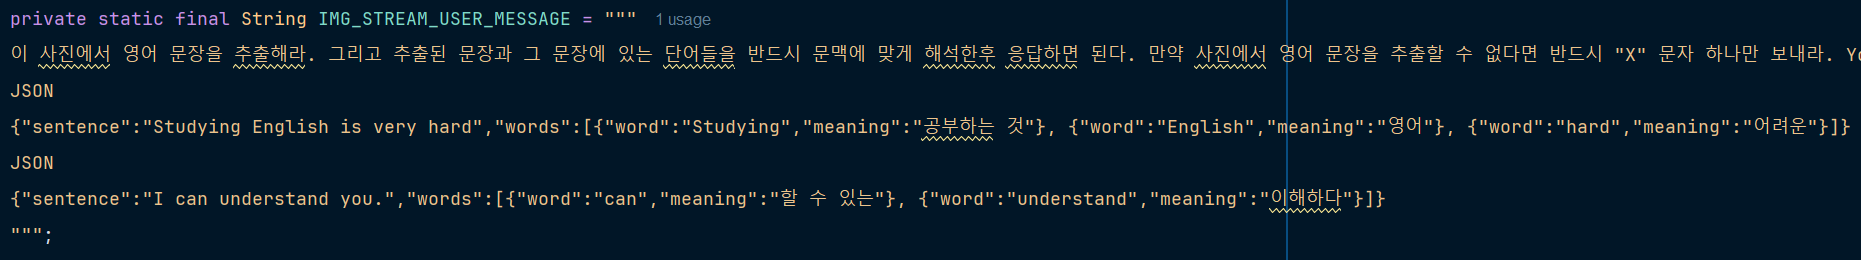 private static final String IMG_STREAM_USER_MESSAGE = """ 1 usage
이 사진에서 영어 문장을 추출해라. 그리고 추출된 문장과 그 문장에 있는 단어들을 반드시 문맥에 맞게 해석한후 응답하면 된다. 만약 사진에서 영어 문장을 추출할 수 없다면 반드시 "X" 문자 하나만 보내라.
JSON
{"sentence":"Studying English is very hard","words":[{"word":"Studying","meaning":"공부하는 것"}, {"word":"English","meaning":"영어"}, {"word":"hard","meaning":"어려운"}]}
JSON
{"sentence":"I can understand you.","words":[{"word":"can","meaning":"할 수 있는"}, {"word":"understand","meaning":"이해하다"}]}
""";